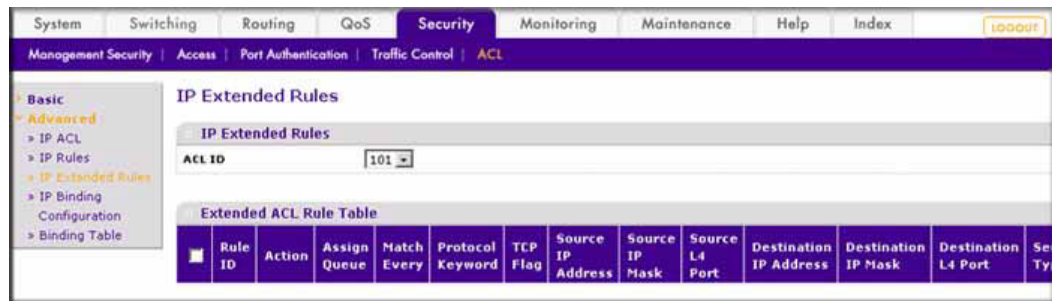 System Switching Routing QoS Security Monitoring Maintenance Help Index LOGOUT
Management Security | Access | Port Authentication | Traffic Control | ACL
Basic
Advanced
» IP ACL
» IP Rules
» IP Extended Rules
» IP Binding
Configuration
» Binding Table
IP Extended Rules
IP Extended Rules
ACL ID 101
Extended ACL Rule Table
Rule ID Action Assign Queue Match Every Protocol Keyword TCP Flag Source IP Address Source IP Mask Source L4 Port Destination IP Address Destination IP Mask Destination L4 Port